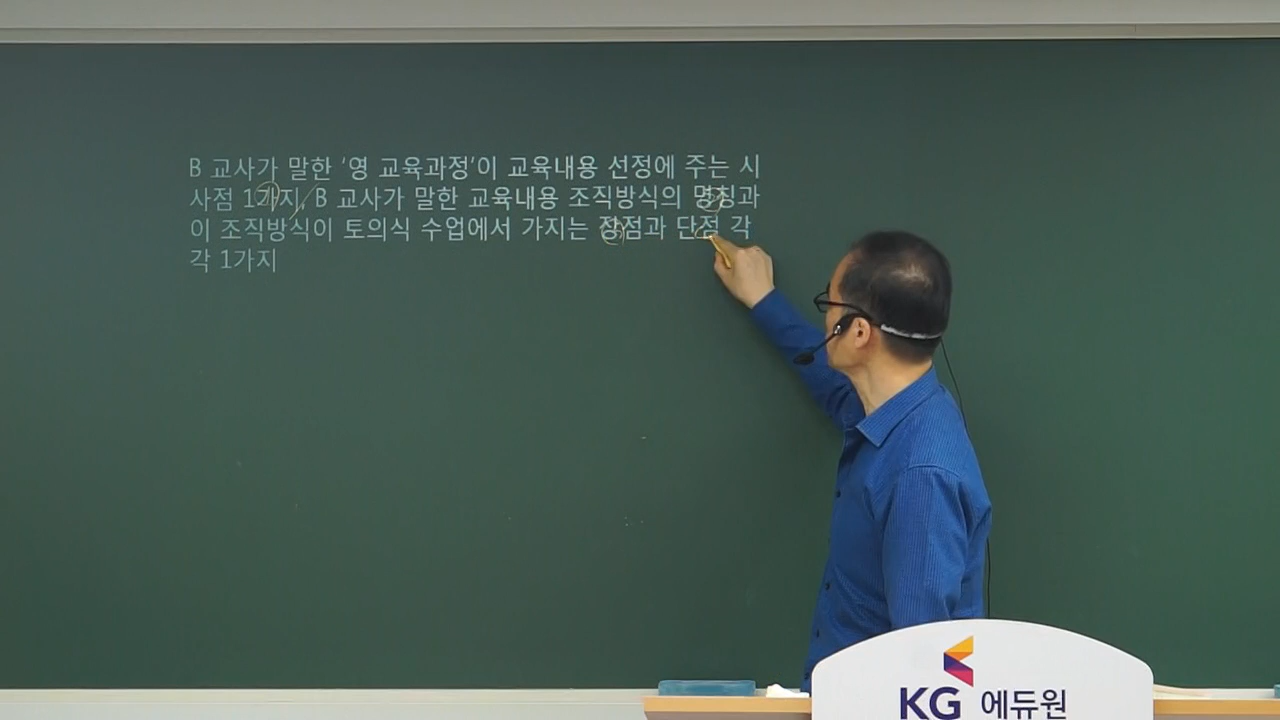 B 교사가 말한 ‘영 교육과정’이 교육내용 선정에 주는 시
사점 1가지, B 교사가 말한 교육내용 조직방식의 명칭과
이 조직방식이 토의식 수업에서 가지는 장점과 단점 각
각 1가지
KG 에듀원